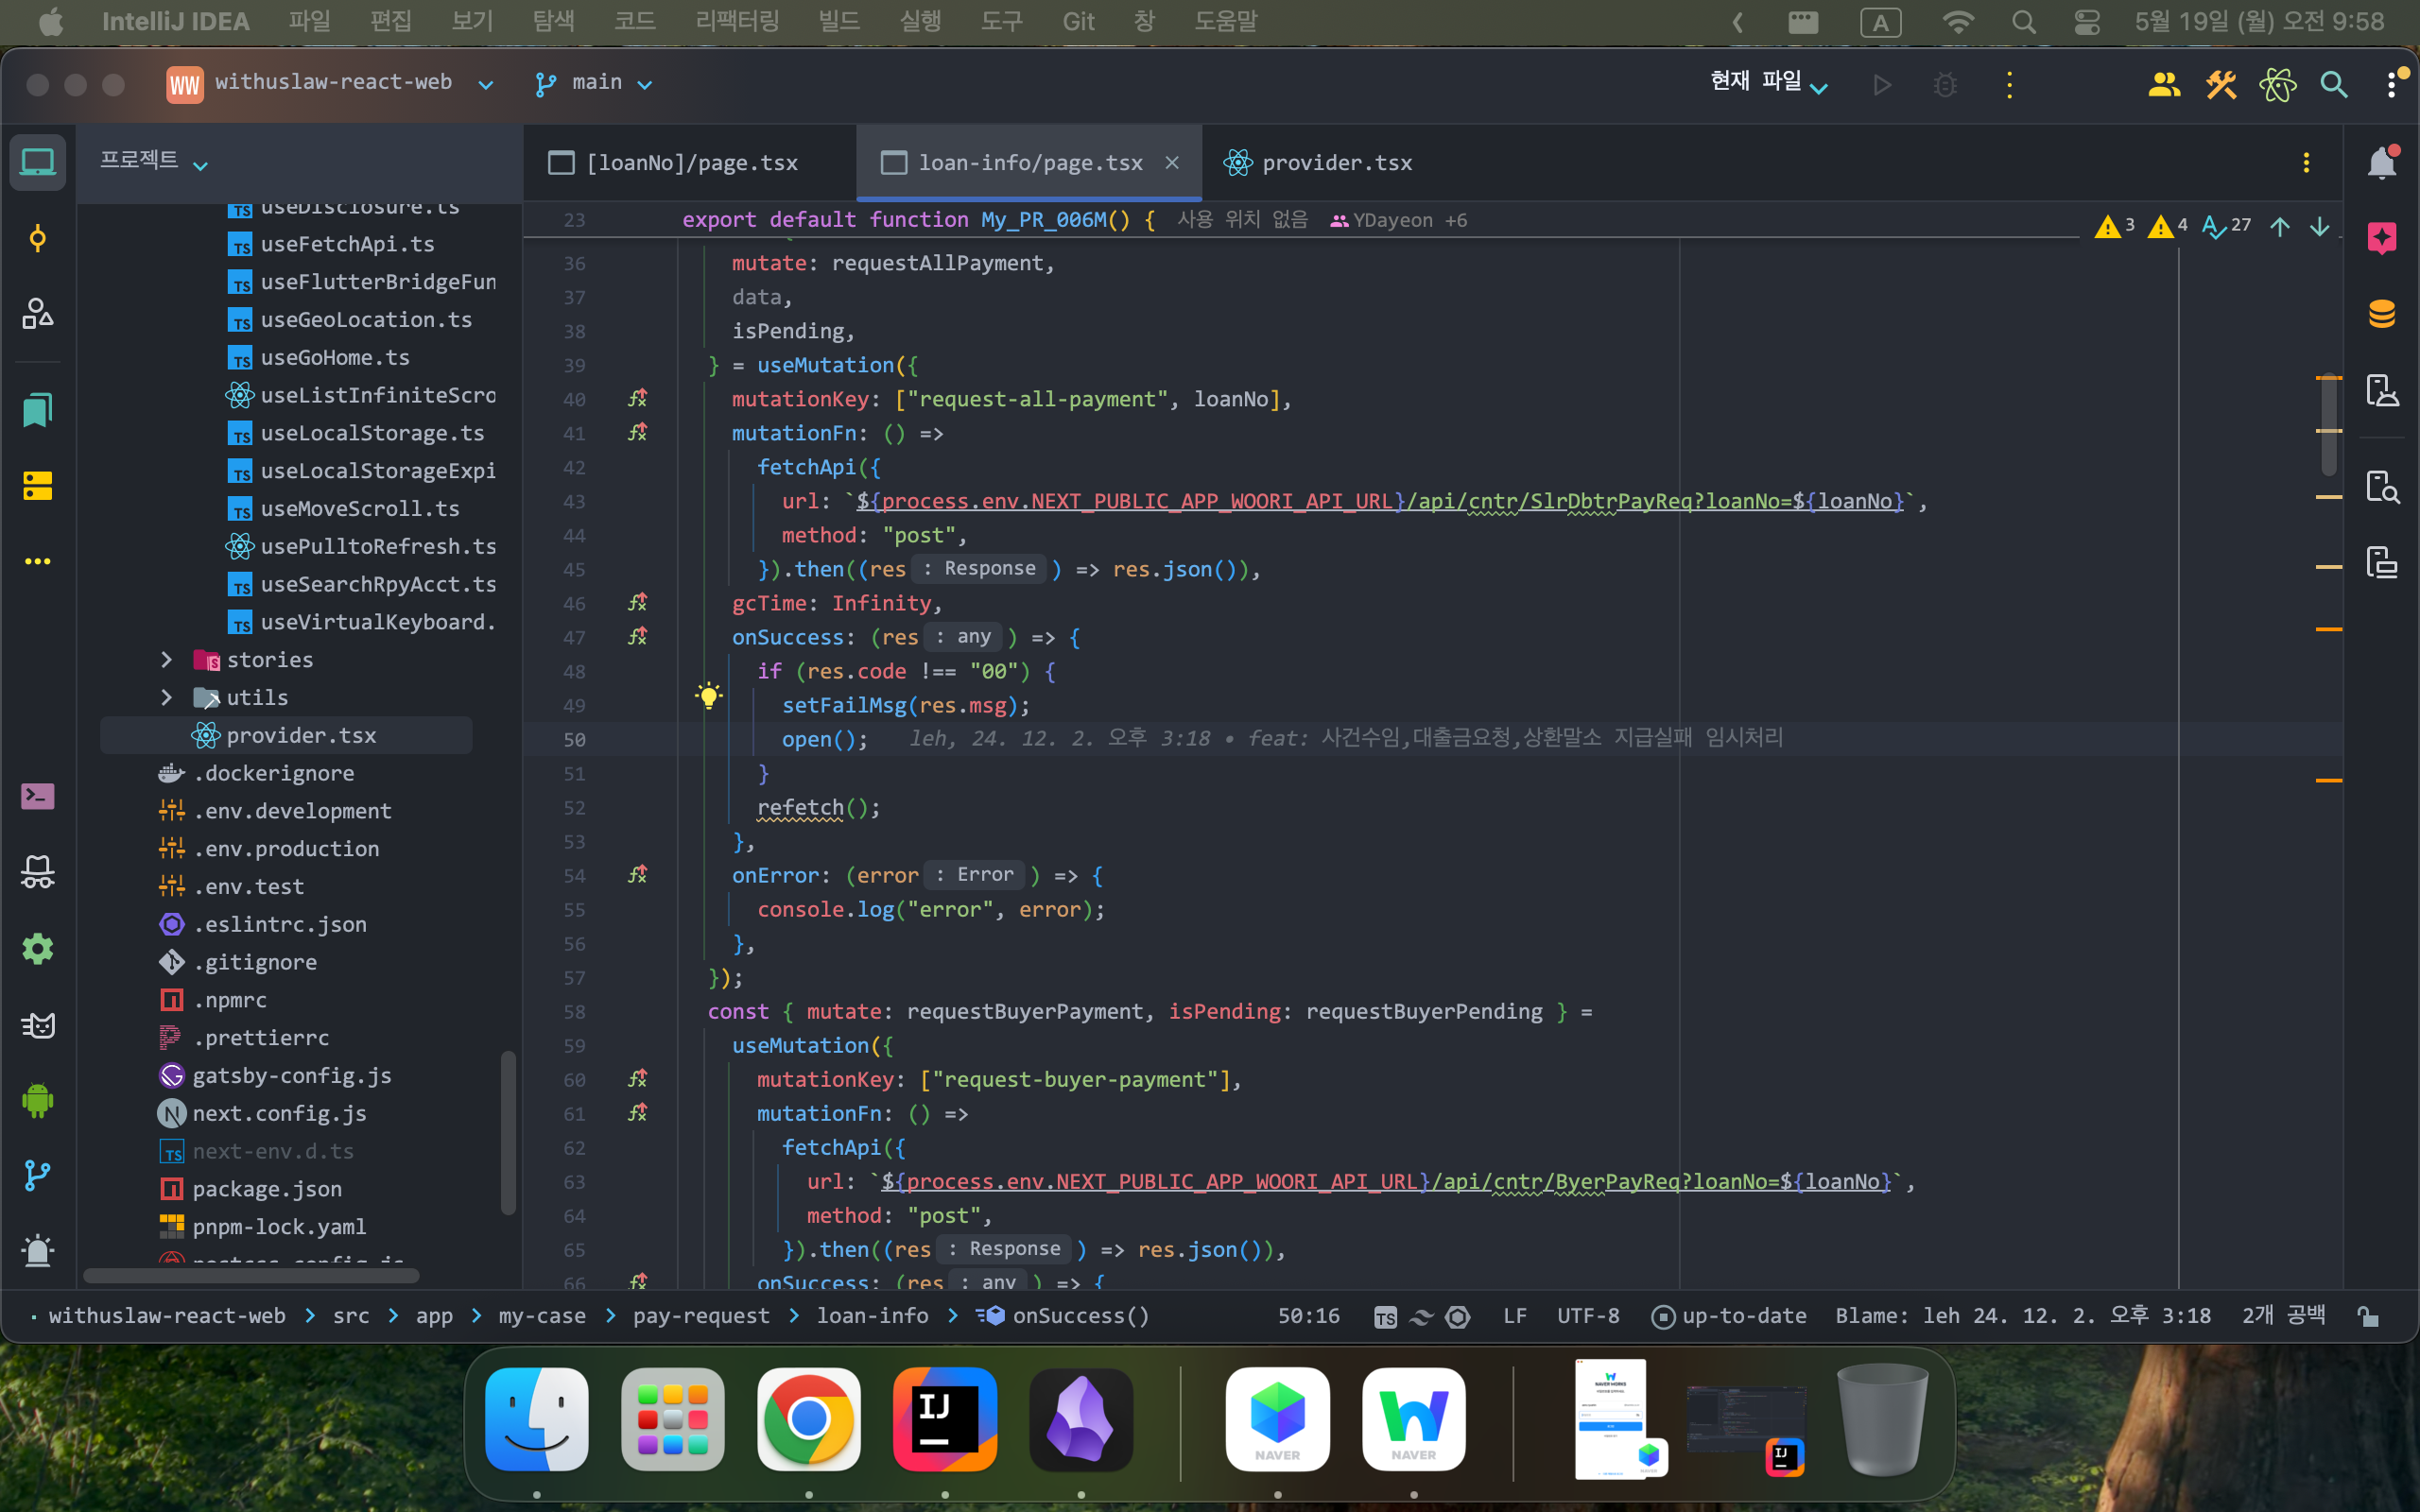 IntelliJ IDEA 파일 편집 보기 탐색 코드 리팩터링 빌드 실행 도구 Git 창 도움말 A 5월 19일 (월) 오전 9:58
WW withuslaw-react-web main 현재 파일
프로젝트
[loanNo]/page.tsx loan-info/page.tsx provider.tsx
useDisclosure.ts
useFetchApi.ts
useFlutterBridgeFun
useGeoLocation.ts
useGoHome.ts
useListInfiniteScro
useLocalStorage.ts
useLocalStorageExpi
useMoveScroll.ts
usePulltoRefresh.ts
useSearchRpyAcct.ts
useVirtualKeyboard.
stories
utils
provider.tsx
.dockerignore
.env.development
.env.production
.env.test
.eslintrc.json
.gitignore
.npmrc
.prettierrc
gatsby-config.js
next.config.js
next-env.d.ts
package.json
pnpm-lock.yaml
postcss.config.js
23 export default function My_PR_006M() { 사용 위치 없음 YDayeon +6
3 4 27
36 mutate: requestAllPayment,
37 data,
38 isPending,
39 } = useMutation({
40 mutationKey: ["request-all-payment", loanNo],
41 mutationFn: () =>
42 fetchApi({
43 url: `${process.env.NEXT_PUBLIC_APP_WOORI_API_URL}/api/cntr/SlrDbtrPayReq?loanNo=${loanNo}`,
44 method: "post",
45 }).then((res : Response ) => res.json()),
46 gcTime: Infinity,
47 onSuccess: (res : any ) => {
48 if (res.code !== "00") {
49 setFailMsg(res.msg);
50 open(); leh, 24. 12. 2. 오후 3:18 • feat: 사건수임,대출금요청,상환말소 지급실패 임시처리
51 }
52 refetch();
53 },
54 onError: (error : Error ) => {
55 console.log("error", error);
56 },
57 });
58 const { mutate: requestBuyerPayment, isPending: requestBuyerPending } =
59 useMutation({
60 mutationKey: ["request-buyer-payment"],
61 mutationFn: () =>
62 fetchApi({
63 url: `${process.env.NEXT_PUBLIC_APP_WOORI_API_URL}/api/cntr/ByerPayReq?loanNo=${loanNo}`,
64 method: "post",
65 }).then((res : Response ) => res.json()),
66 onSuccess: (res : any ) => {
withuslaw-react-web > src > app > my-case > pay-request > loan-info > onSuccess() 50:16 TS LF UTF-8 up-to-date Blame: leh 24. 12. 2. 오후 3:18 2개 공백
IJ
NAVER
NAVER
NAVER WORKS
IJ